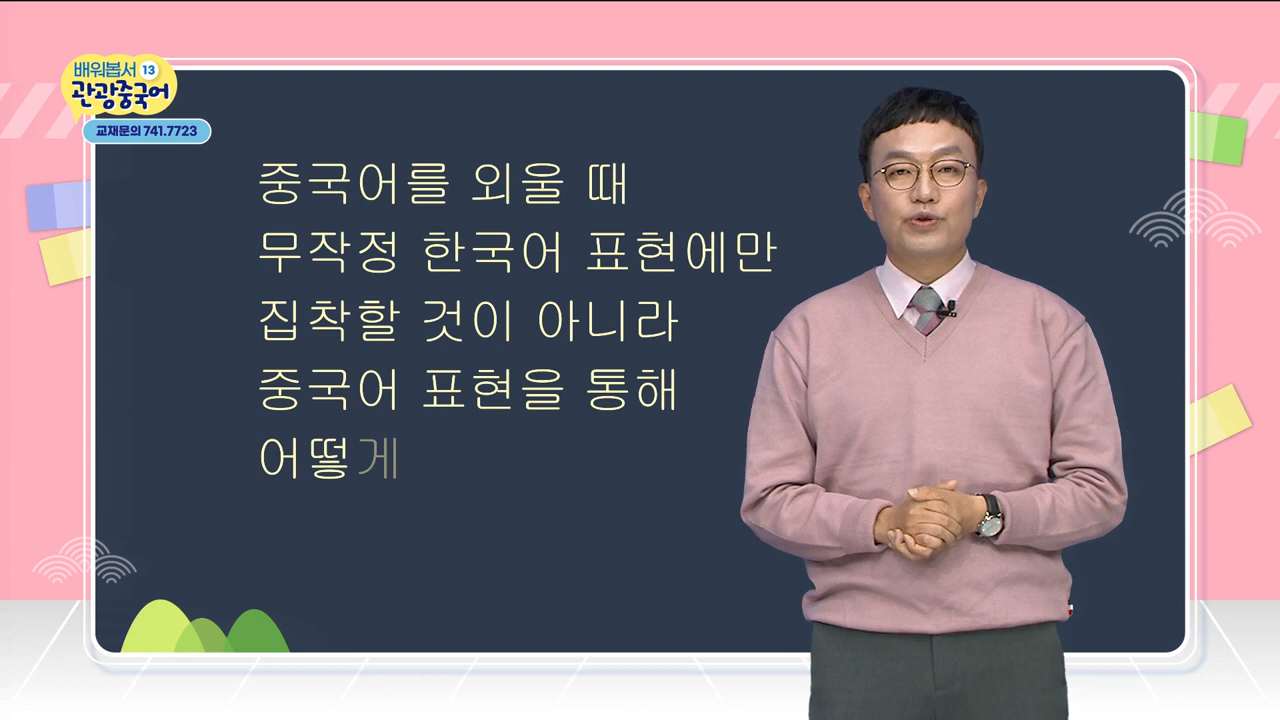 배워봅서 13
관광중국어
교재문의 741.7723
중국어를 외울 때
무작정 한국어 표현에만
집착할 것이 아니라
중국어 표현을 통해
어떻게